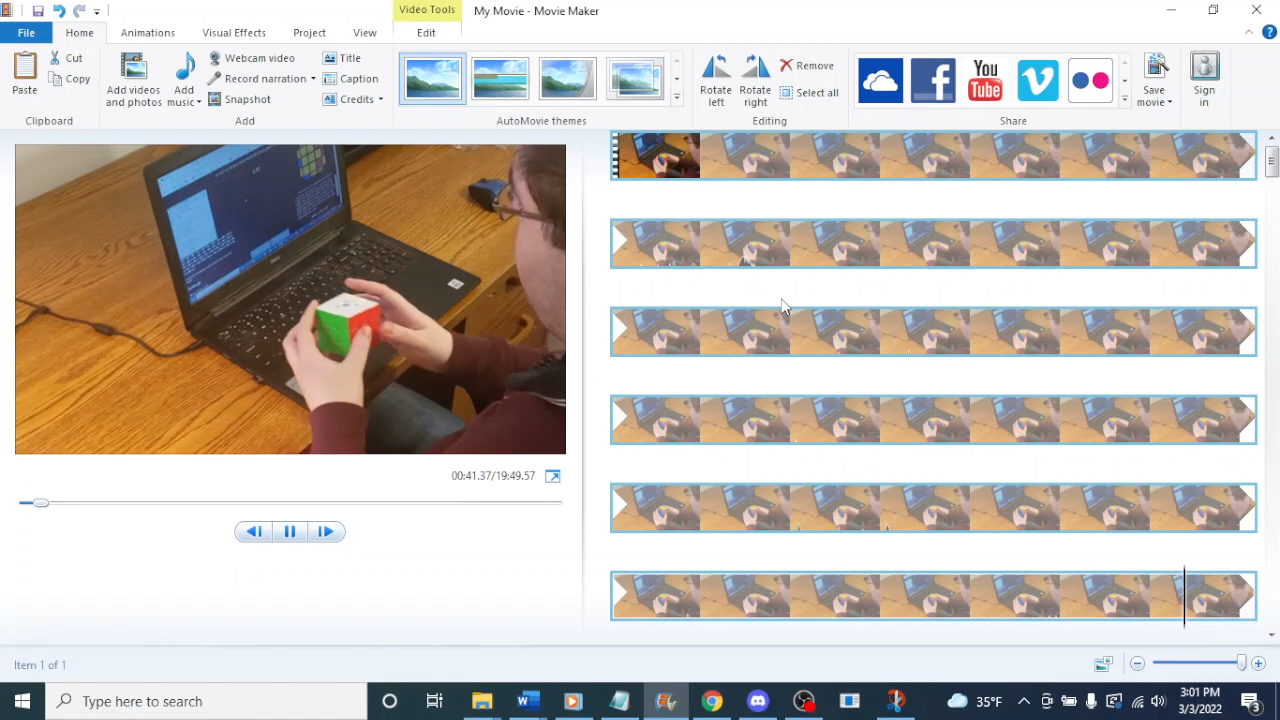 Video Tools
My Movie - Movie Maker
File
Home
Animations
Visual Effects
Project
View
Edit
Paste
Cut
Copy
Clipboard
Add videos
and photos
Add
music
Webcam video
Record narration
Snapshot
Title
Caption
Credits
Add
AutoMovie themes
Rotate
left
Rotate
right
Remove
Select all
Editing
You
Tube
Share
Save
movie
Sign
in
00:41.37/19:49.57
Item 1 of 1
Type here to search
35°F
3:01 PM
3/3/2022
3